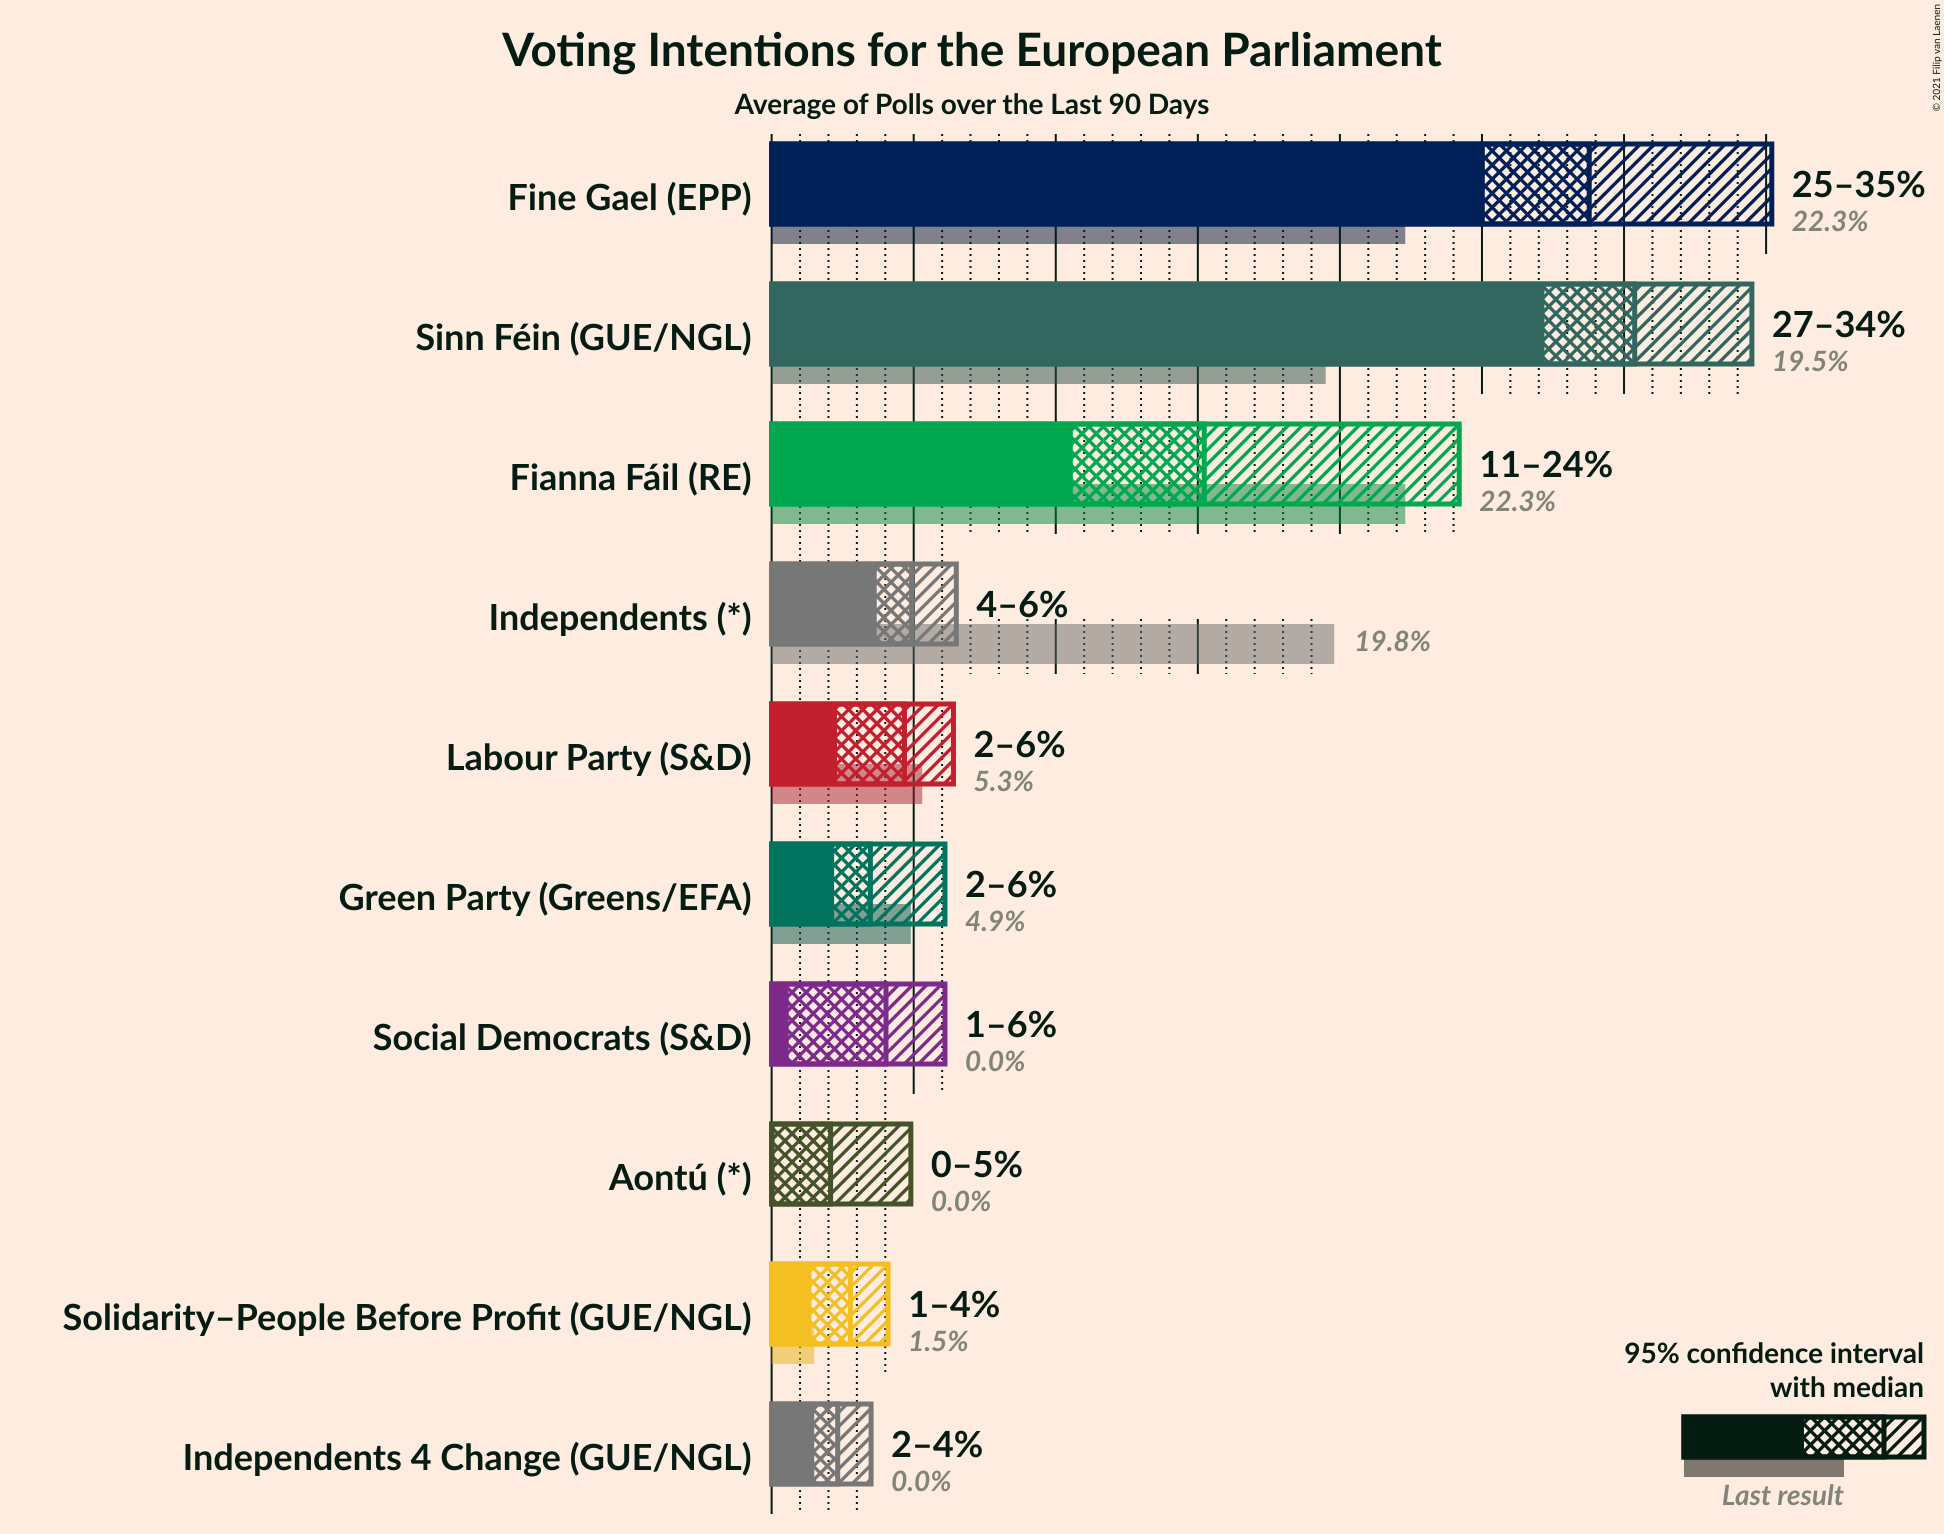 Voting Intentions for the European Parliament
Average of Polls over the Last 90 Days
© 2021 Filip van Laenen
Fine Gael (EPP)
25–35%
22.3%
Sinn Féin (GUE/NGL)
27–34%
19.5%
Fianna Fáil (RE)
11–24%
22.3%
Independents (*)
4–6%
19.8%
Labour Party (S&D)
2–6%
5.3%
Green Party (Greens/EFA)
2–6%
4.9%
Social Democrats (S&D)
1–6%
0.0%
Aontú (*)
0–5%
0.0%
Solidarity–People Before Profit (GUE/NGL)
1–4%
1.5%
Independents 4 Change (GUE/NGL)
2–4%
0.0%
95% confidence interval
with median
Last result